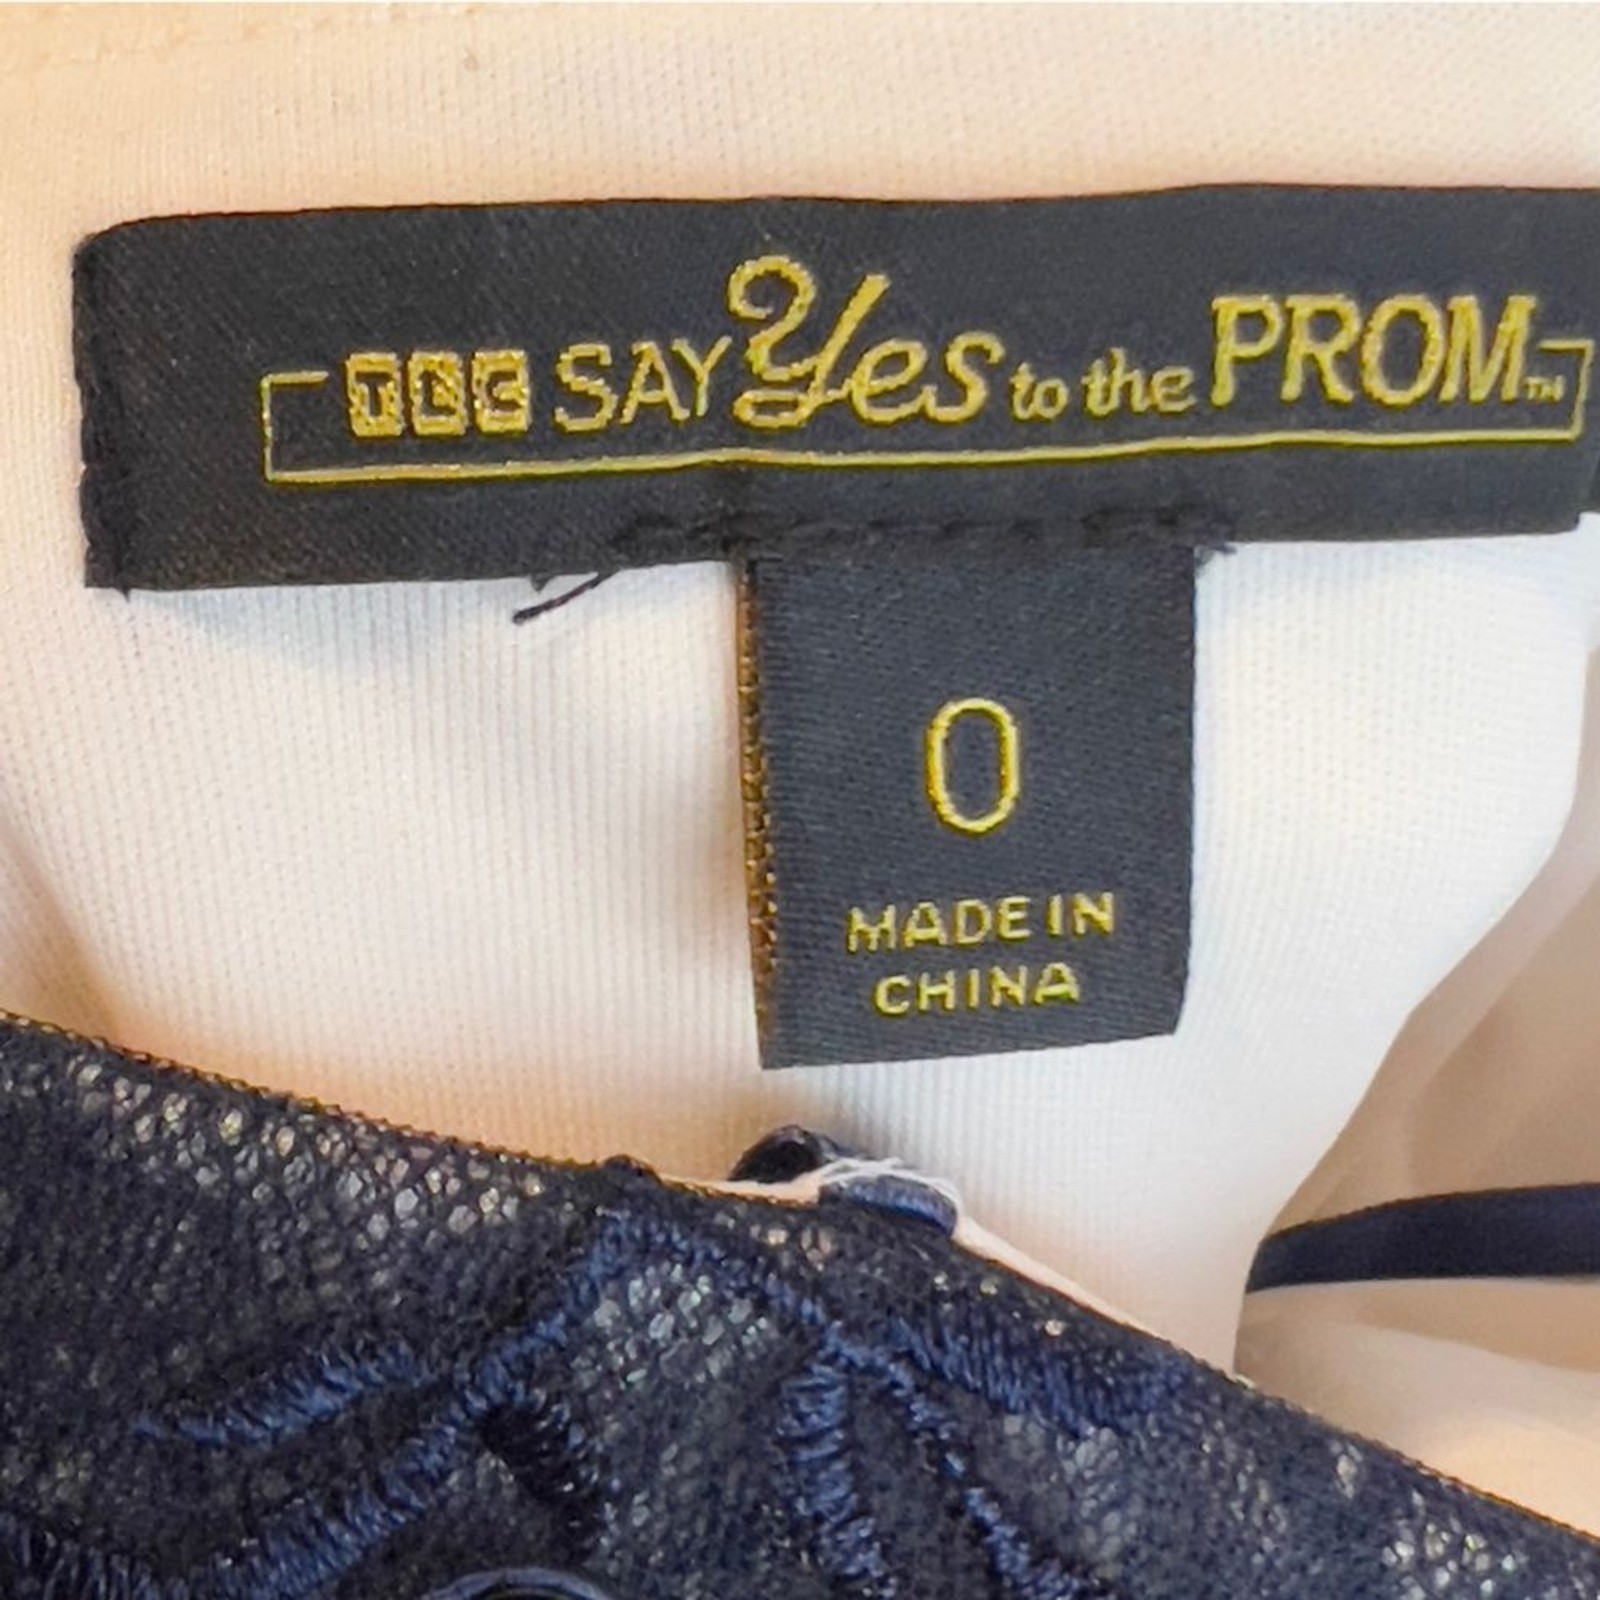 TLC SAY Yes to the PROM™
0
MADE IN
CHINA